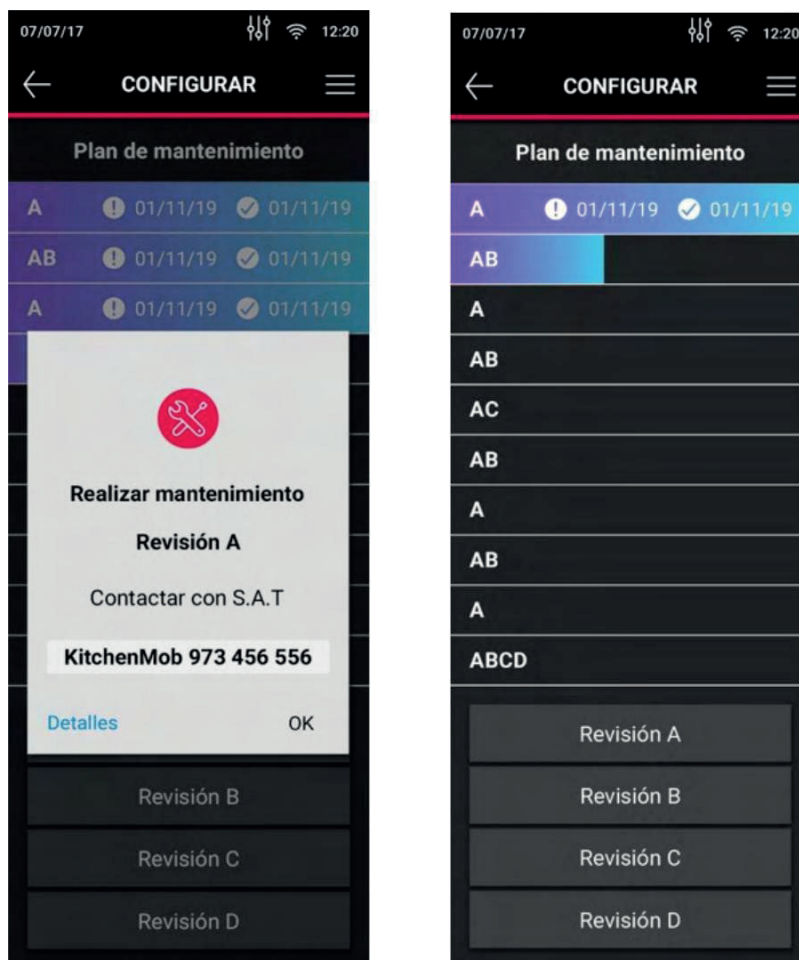 07/07/17 12:20
CONFIGURAR
Plan de mantenimiento
A 01/11/19 01/11/19
AB 01/11/19 01/11/19
A 01/11/19 01/11/19
Realizar mantenimiento
Revisión A
Contactar con S.A.T
KitchenMob 973 456 556
Detalles OK
Revisión B
Revisión C
Revisión D
07/07/17 12:20
CONFIGURAR
Plan de mantenimiento
A 01/11/19 01/11/19
AB
A
AB
AC
AB
A
AB
A
ABCD
Revisión A
Revisión B
Revisión C
Revisión D